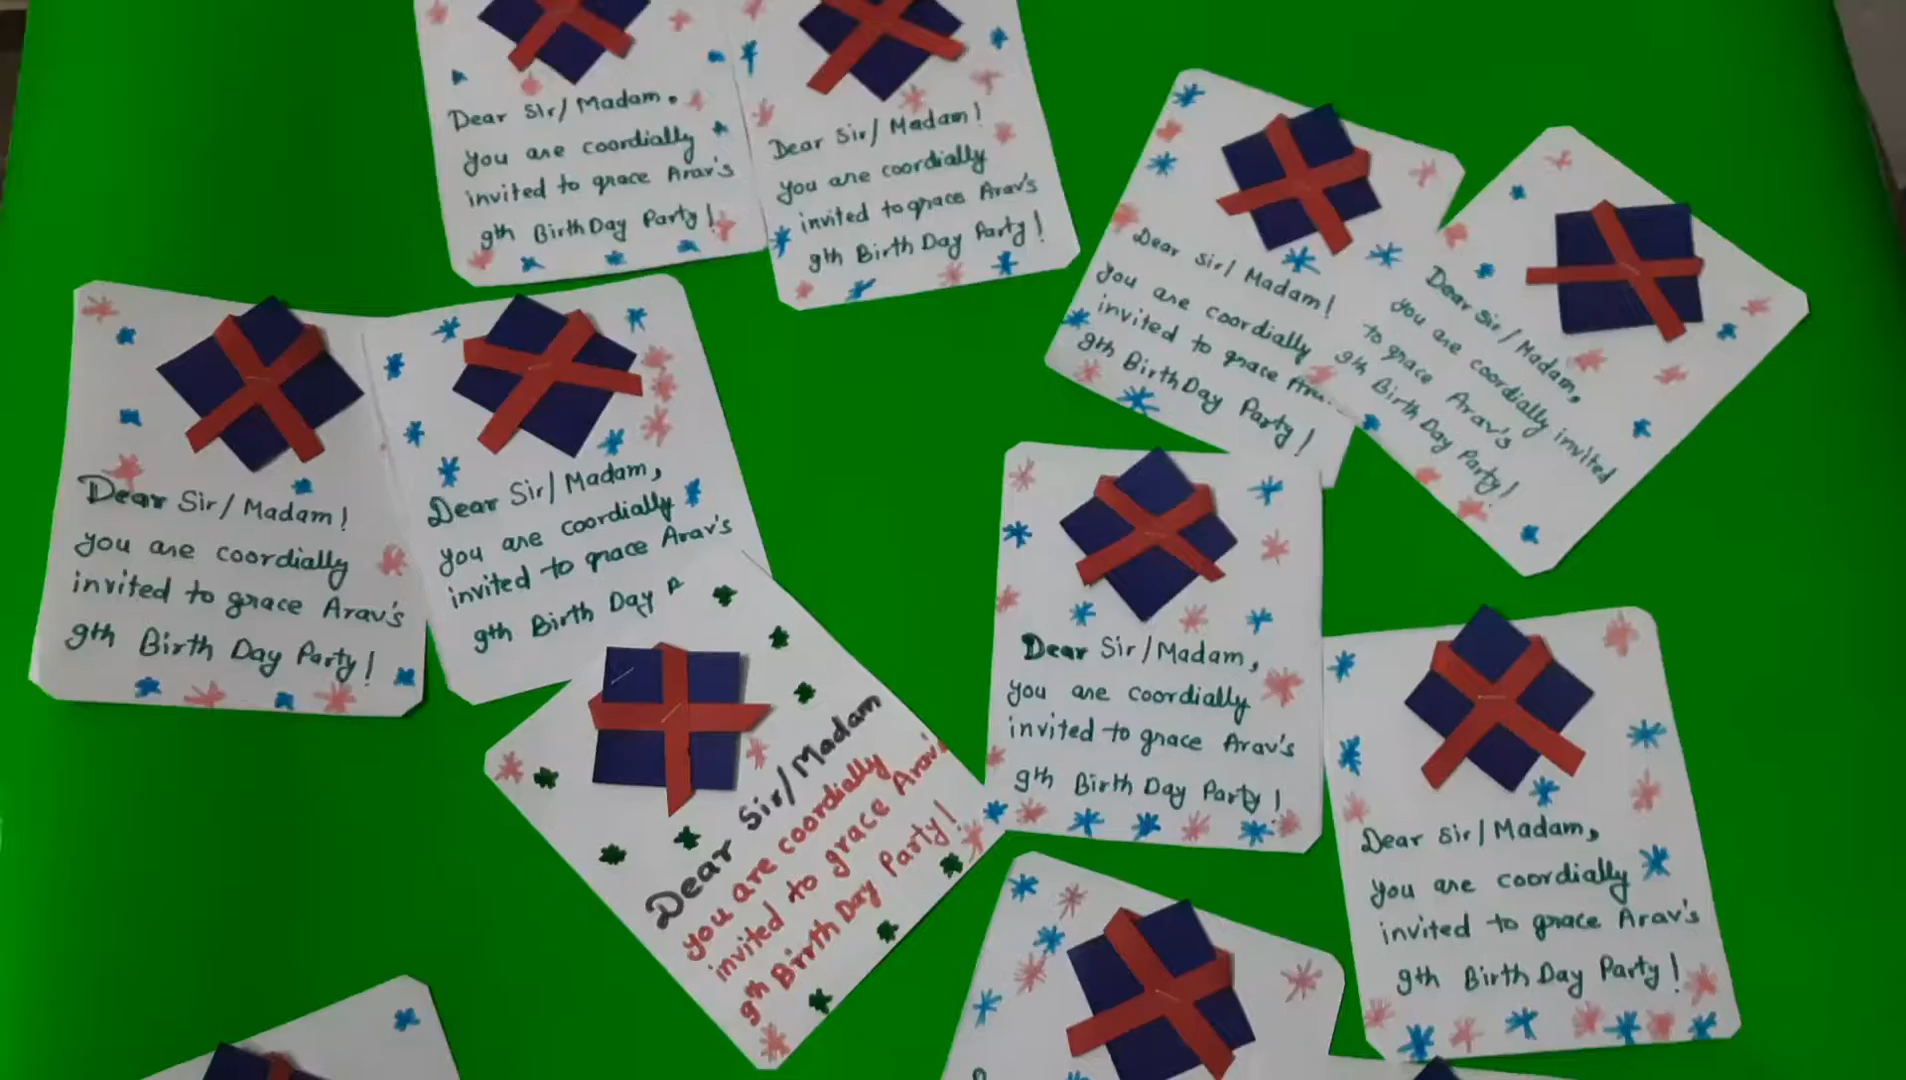 Dear Sir/Madam.
you are coordially
invited to grace Arav's
9th Birth Day Party!
Dear Sir/Madam!
you are coordially
invited to grace Arav's
9th Birth Day Party!
Dear Sir/Madam!
you are coordially
invited to grace
9th Birth Day Party!
Dear Sir/Madam,
you are coordially invited
to grace Arav's
9th Birth Day Party!
Dear Sir/Madam!
you are coordially
invited to grace Arav's
9th Birth Day Party!
Dear Sir/Madam,
you are coordially
invited to grace Arav's
9th Birth Day
Dear Sir/Madam
you are coordially
invited to grace Arav's
9th Birth Day Party!
Dear Sir/Madam,
you are coordially
invited to grace Arav's
9th Birth Day Party!
Dear Sir/Madam,
you are coordially
invited to grace Arav's
9th Birth Day Party!